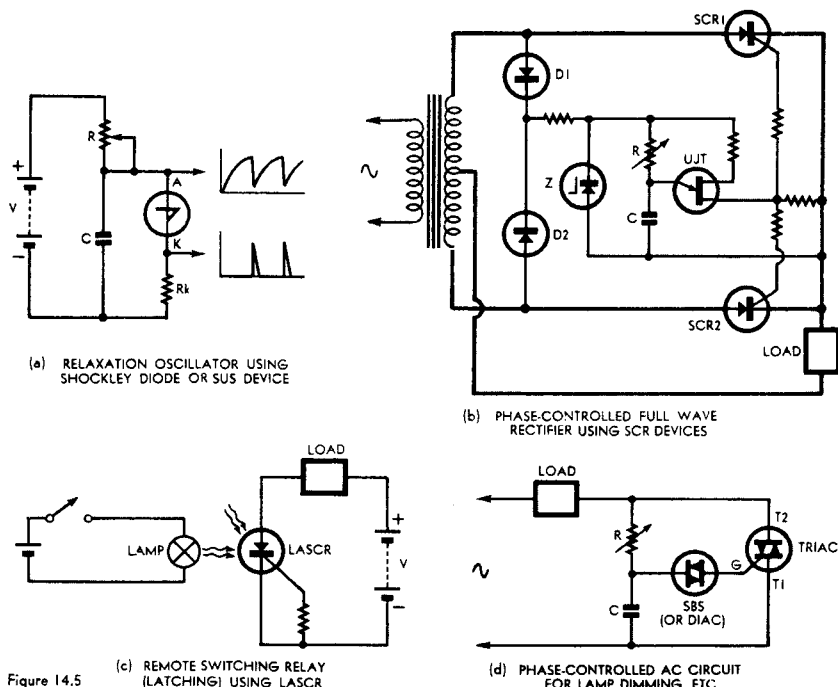 R
A
K
+
V
−
C
Rk
(a) RELAXATION OSCILLATOR USING
SHOCKLEY DIODE OR SUS DEVICE
SCR1
D1
R
UJT
Z
C
D2
SCR2
LOAD
(b) PHASE-CONTROLLED FULL WAVE
RECTIFIER USING SCR DEVICES
LOAD
LAMP
LASCR
+
V
−
(c) REMOTE SWITCHING RELAY
(LATCHING) USING LASCR
LOAD
R
T2
TRIAC
G
T1
SBS
(OR DIAC)
C
(d) PHASE-CONTROLLED AC CIRCUIT
FOR LAMP DIMMING, ETC
Figure 14.5